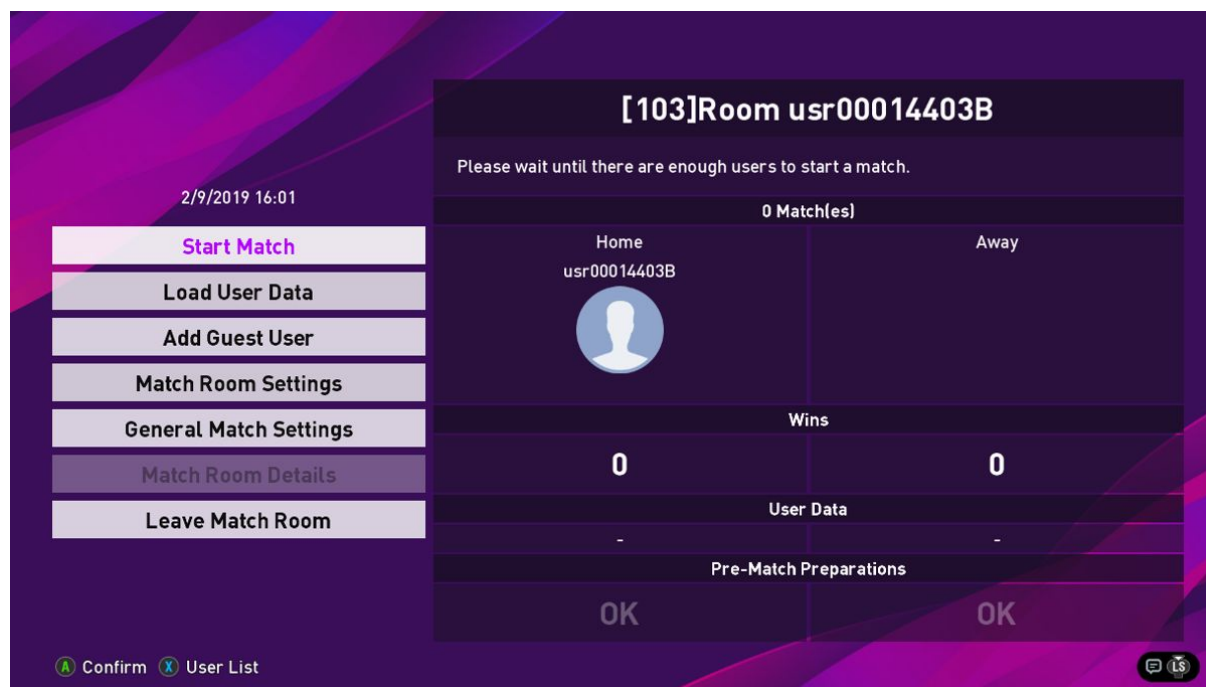 [103]Room usr00014403B
Please wait until there are enough users to start a match.
2/9/2019 16:01
Start Match
Load User Data
Add Guest User
Match Room Settings
General Match Settings
Match Room Details
Leave Match Room
0 Match(es)
Home Away
usr00014403B
Wins
0 0
User Data
- -
Pre-Match Preparations
OK OK
A Confirm X User List
LS